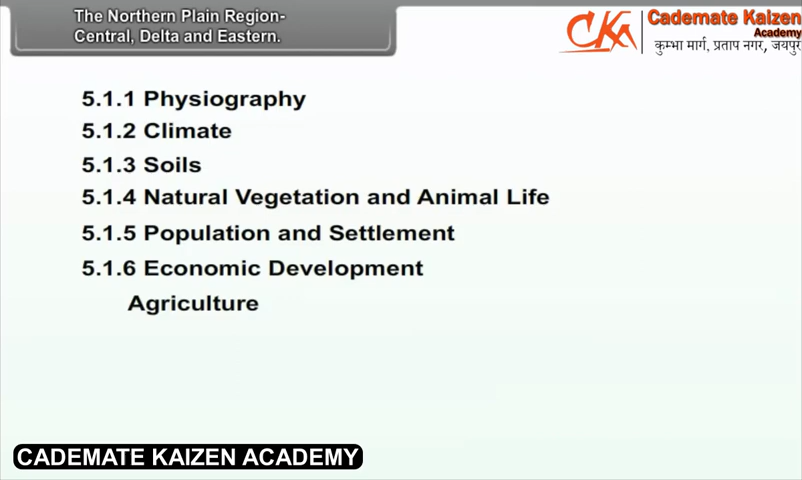 The Northern Plain Region-
Central, Delta and Eastern.
CKA
Cademate Kaizen
Academy
कुम्भा मार्ग, प्रताप नगर, जयपुर
5.1.1 Physiography
5.1.2 Climate
5.1.3 Soils
5.1.4 Natural Vegetation and Animal Life
5.1.5 Population and Settlement
5.1.6 Economic Development
Agriculture
CADEMATE KAIZEN ACADEMY